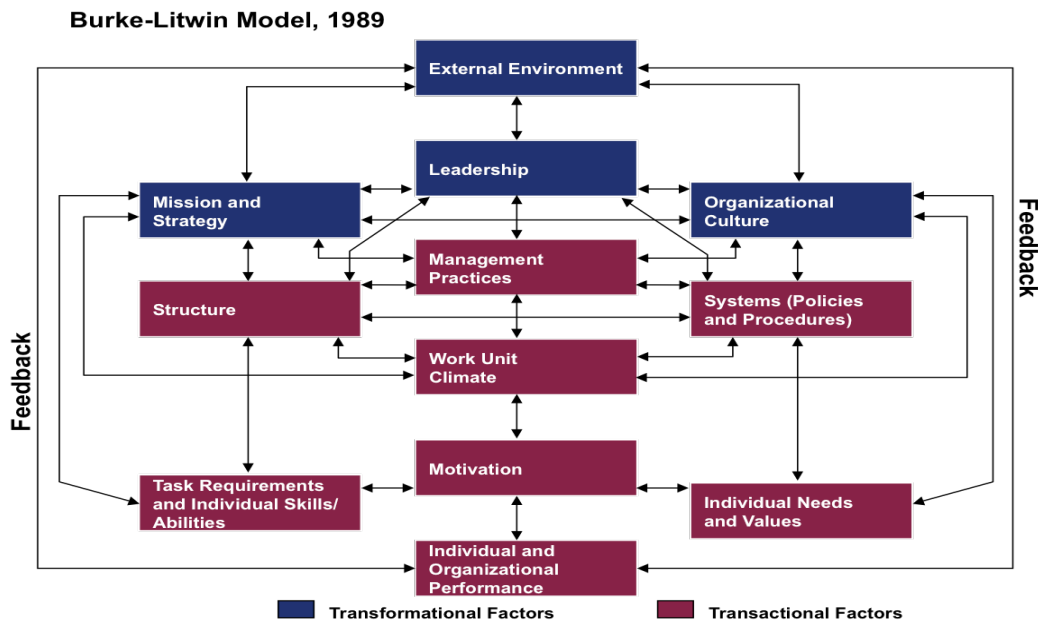 Burke-Litwin Model, 1989
External Environment
Leadership
Mission and
Strategy
Organizational
Culture
Management
Practices
Structure
Systems (Policies
and Procedures)
Work Unit
Climate
Feedback
Feedback
Motivation
Task Requirements
and Individual Skills/
Abilities
Individual Needs
and Values
Individual and
Organizational
Performance
Transformational Factors
Transactional Factors